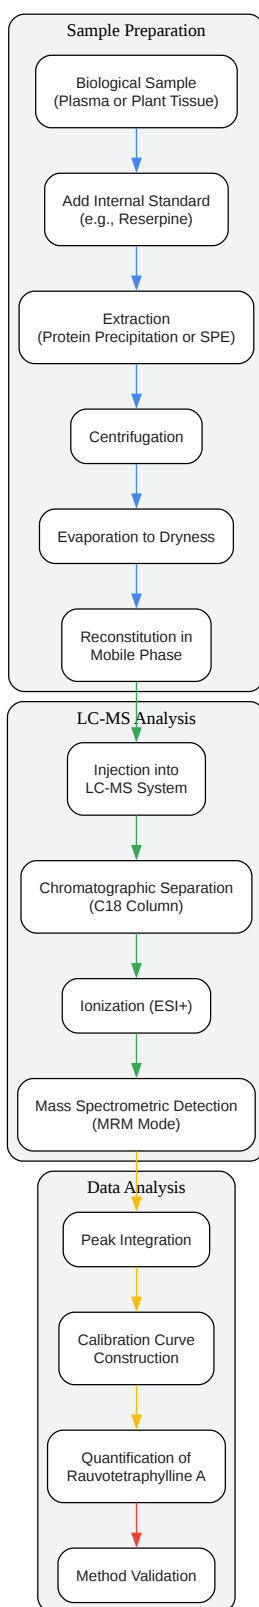 Sample Preparation
Biological Sample
(Plasma or Plant Tissue)
Add Internal Standard
(e.g., Reserpine)
Extraction
(Protein Precipitation or SPE)
Centrifugation
Evaporation to Dryness
Reconstitution in
Mobile Phase
LC-MS Analysis
Injection into
LC-MS System
Chromatographic Separation
(C18 Column)
Ionization (ESI+)
Mass Spectrometric Detection
(MRM Mode)
Data Analysis
Peak Integration
Calibration Curve
Construction
Quantification of
Rauvotetraphylline A
Method Validation